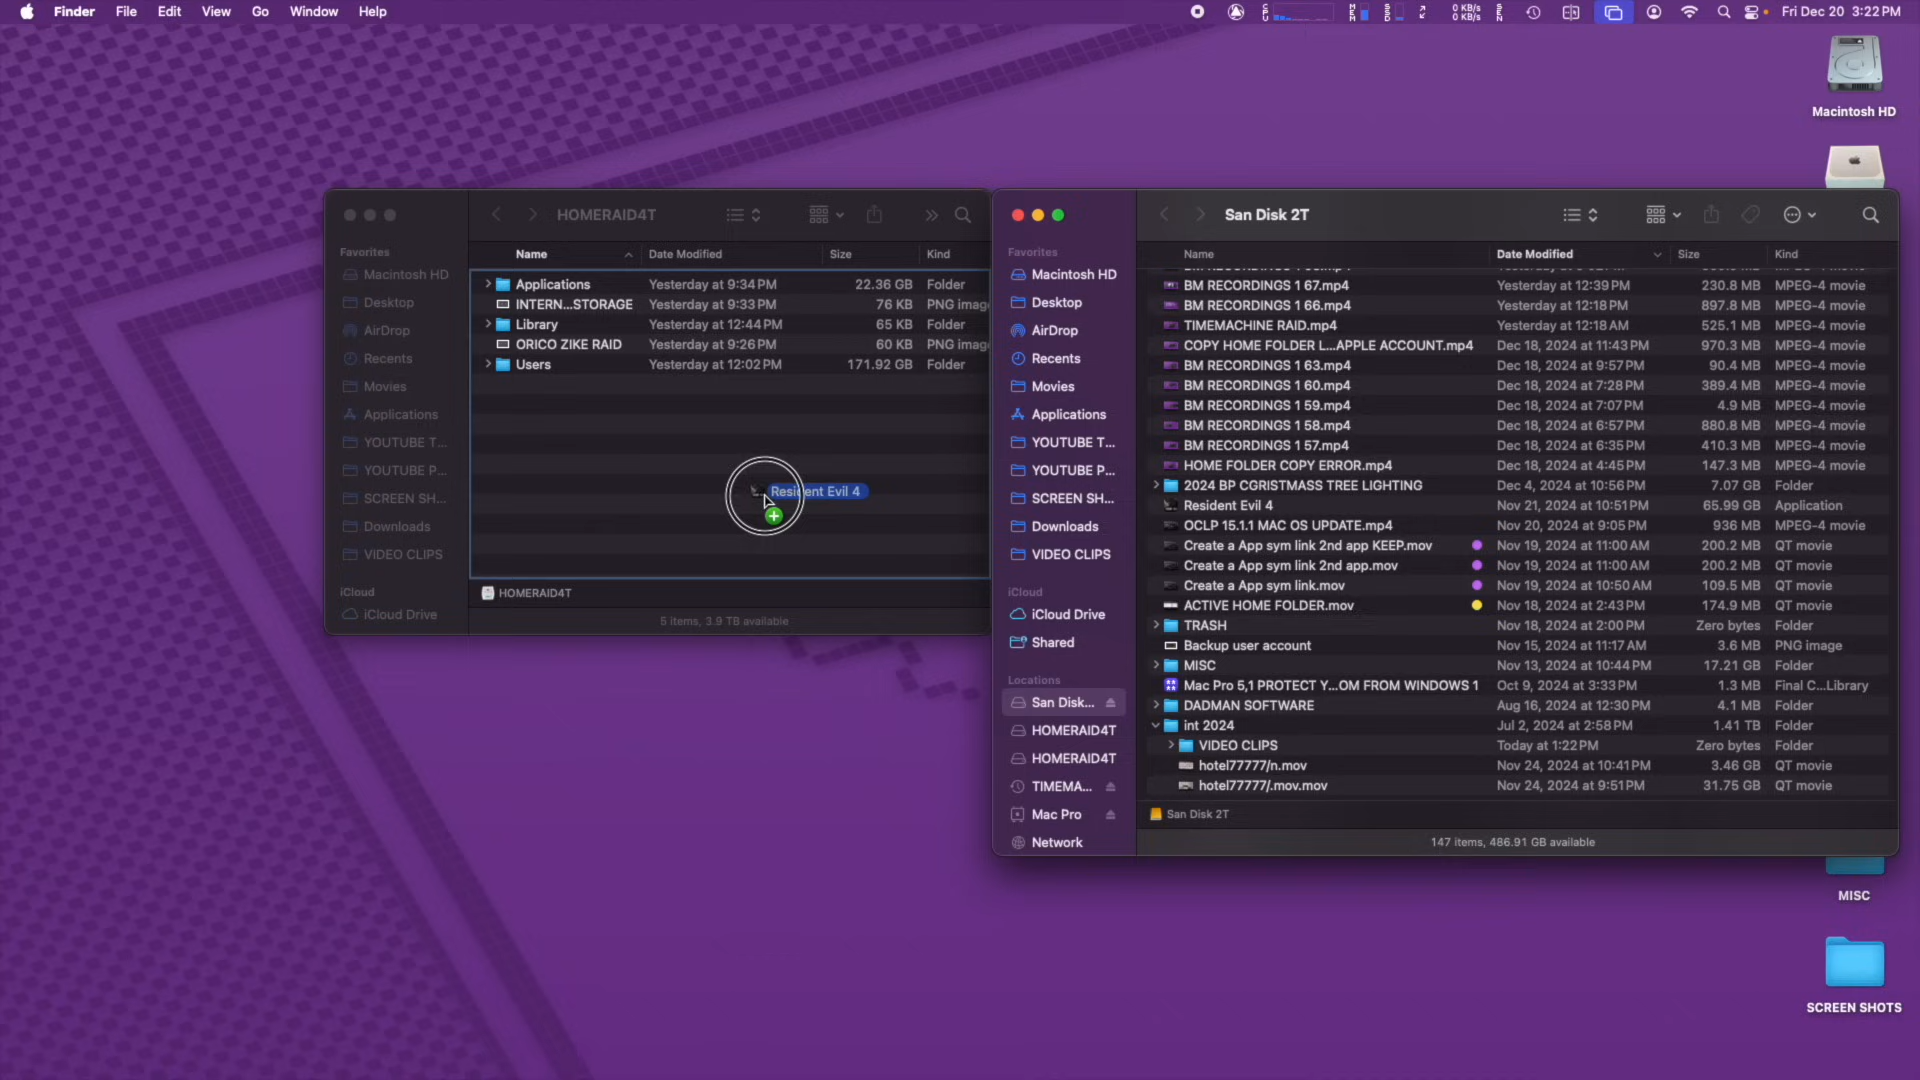 Finder File Edit View Go Window Help
0 KB/s
0 KB/s
Fri Dec 20 3:22 PM
Macintosh HD
HOMERAID4T
Favorites
Macintosh HD
Desktop
AirDrop
Recents
Movies
Applications
YOUTUBE T...
YOUTUBE P...
SCREEN SH...
Downloads
VIDEO CLIPS
iCloud
iCloud Drive
Name Date Modified Size Kind
Applications Yesterday at 9:34 PM 22.36 GB Folder
INTERN...STORAGE Yesterday at 9:33 PM 76 KB PNG imag
Library Yesterday at 12:44 PM 65 KB Folder
ORICO ZIKE RAID Yesterday at 9:26 PM 60 KB PNG imag
Users Yesterday at 12:02 PM 171.92 GB Folder
Resident Evil 4
HOMERAID4T
5 items, 3.9 TB available
San Disk 2T
Favorites
Macintosh HD
Desktop
AirDrop
Recents
Movies
Applications
YOUTUBE T...
YOUTUBE P...
SCREEN SH...
Downloads
VIDEO CLIPS
iCloud
iCloud Drive
Shared
Locations
San Disk...
HOMERAID4T
HOMERAID4T
TIMEMA...
Mac Pro
Network
Name Date Modified Size Kind
BM RECORDINGS 1 67.mp4 Yesterday at 12:39 PM 230.8 MB MPEG-4 movie
BM RECORDINGS 1 66.mp4 Yesterday at 12:18 PM 897.8 MB MPEG-4 movie
TIMEMACHINE RAID.mp4 Yesterday at 12:18 AM 525.1 MB MPEG-4 movie
COPY HOME FOLDER L...APPLE ACCOUNT.mp4 Dec 18, 2024 at 11:43 PM 970.3 MB MPEG-4 movie
BM RECORDINGS 1 63.mp4 Dec 18, 2024 at 9:57 PM 90.4 MB MPEG-4 movie
BM RECORDINGS 1 60.mp4 Dec 18, 2024 at 7:28 PM 389.4 MB MPEG-4 movie
BM RECORDINGS 1 59.mp4 Dec 18, 2024 at 7:07 PM 4.9 MB MPEG-4 movie
BM RECORDINGS 1 58.mp4 Dec 18, 2024 at 6:57 PM 880.8 MB MPEG-4 movie
BM RECORDINGS 1 57.mp4 Dec 18, 2024 at 6:35 PM 410.3 MB MPEG-4 movie
HOME FOLDER COPY ERROR.mp4 Dec 18, 2024 at 4:45 PM 147.3 MB MPEG-4 movie
2024 BP CGRISTMASS TREE LIGHTING Dec 4, 2024 at 10:56 PM 7.07 GB Folder
Resident Evil 4 Nov 21, 2024 at 10:51 PM 65.99 GB Application
OCLP 15.1.1 MAC OS UPDATE.mp4 Nov 20, 2024 at 9:05 PM 936 MB MPEG-4 movie
Create a App sym link 2nd app KEEP.mov Nov 19, 2024 at 11:00 AM 200.2 MB QT movie
Create a App sym link 2nd app.mov Nov 19, 2024 at 11:00 AM 200.2 MB QT movie
Create a App sym link.mov Nov 19, 2024 at 10:50 AM 109.5 MB QT movie
ACTIVE HOME FOLDER.mov Nov 18, 2024 at 2:43 PM 174.9 MB QT movie
TRASH Nov 18, 2024 at 2:00 PM Zero bytes Folder
Backup user account Nov 15, 2024 at 11:17 AM 3.6 MB PNG image
MISC Nov 13, 2024 at 10:44 PM 17.21 GB Folder
Mac Pro 5,1 PROTECT Y...OM FROM WINDOWS 1 Oct 9, 2024 at 3:33 PM 1.3 MB Final C...Library
DADMAN SOFTWARE Aug 16, 2024 at 12:30 PM 4.1 MB Folder
int 2024 Jul 2, 2024 at 2:58 PM 1.41 TB Folder
VIDEO CLIPS Today at 1:22 PM Zero bytes Folder
hotel77777/n.mov Nov 24, 2024 at 10:41 PM 3.46 GB QT movie
hotel77777/.mov.mov Nov 24, 2024 at 9:51 PM 31.75 GB QT movie
San Disk 2T
147 items, 486.91 GB available
MISC
SCREEN SHOTS